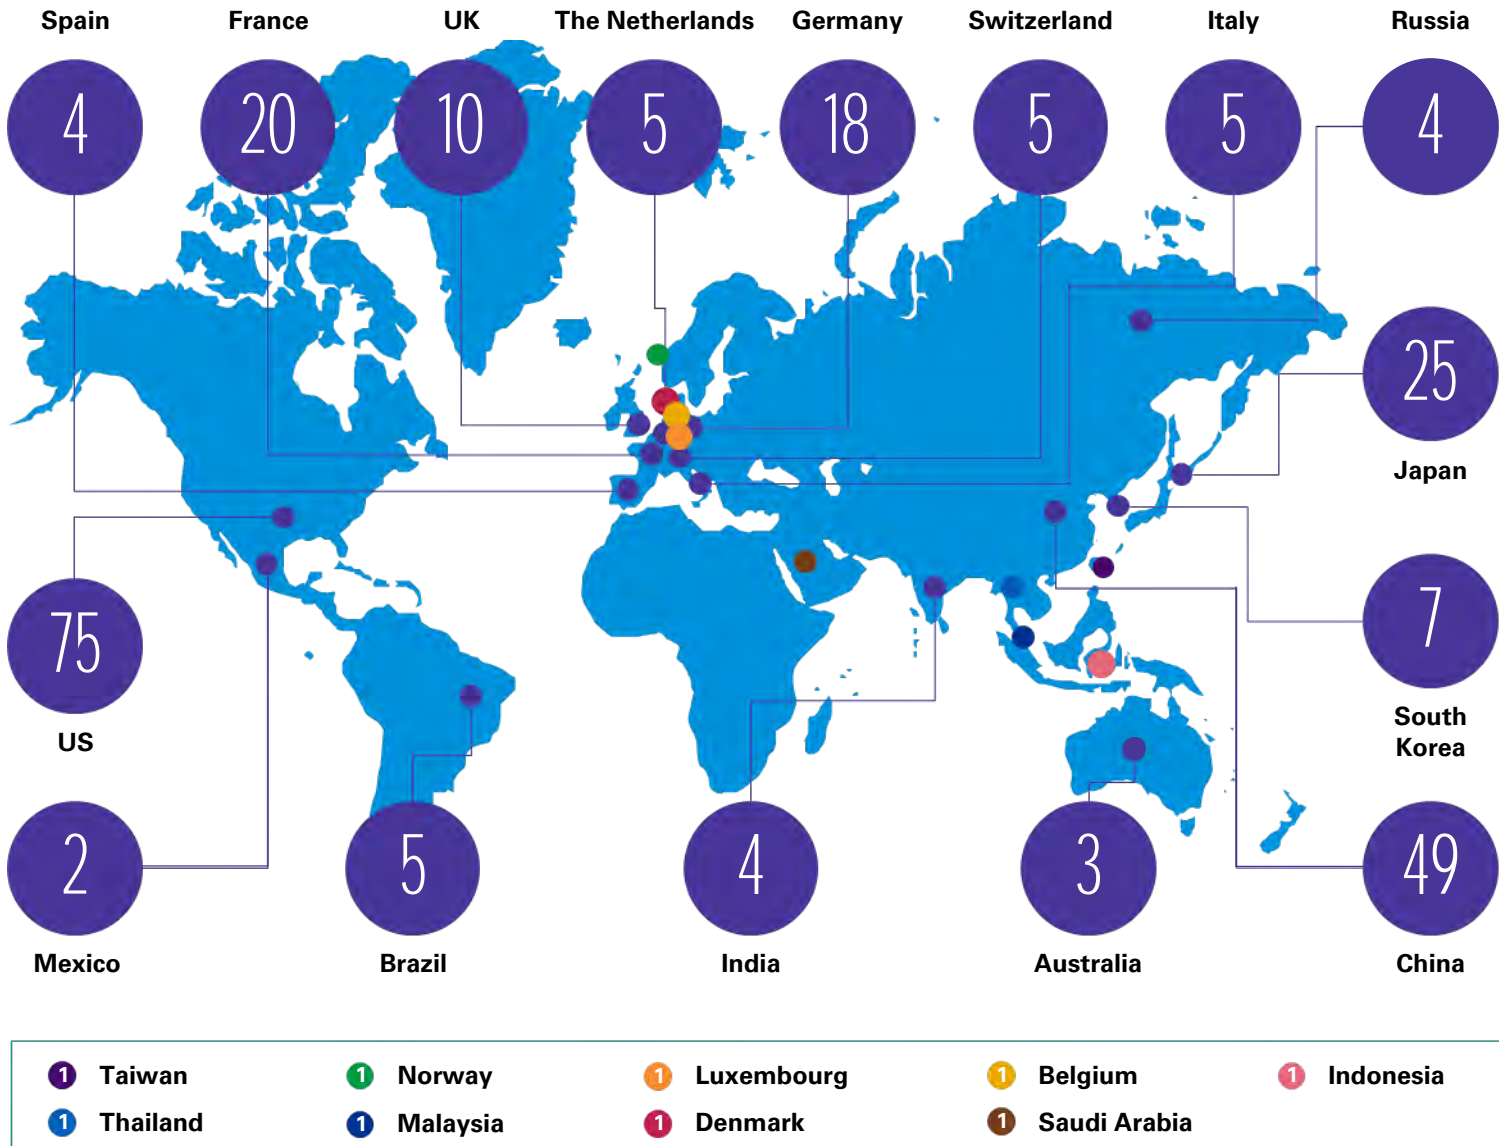 Spain France UK The Netherlands Germany Switzerland Italy Russia
4 20 10 5 18 5 5 4
25
Japan
75
US
7
South
Korea
2 5 4 3 49
Mexico Brazil India Australia China
1 Taiwan 1 Norway 1 Luxembourg 1 Belgium 1 Indonesia
1 Thailand 1 Malaysia 1 Denmark 1 Saudi Arabia